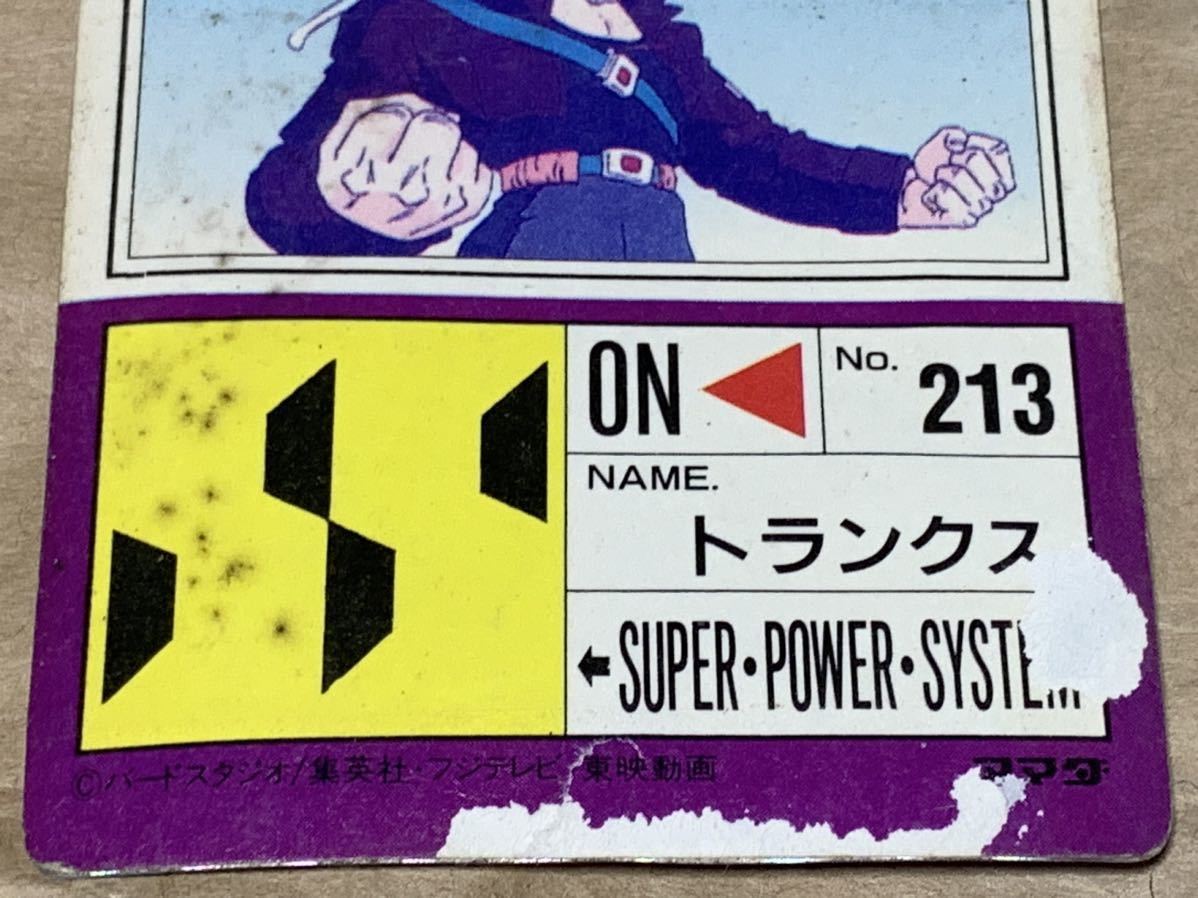 ON
No. 213
NAME.
トランクス
←SUPER・POWER・SYSTEM
©バードスタジオ/集英社・フジテレビ・東映動画
アマダ